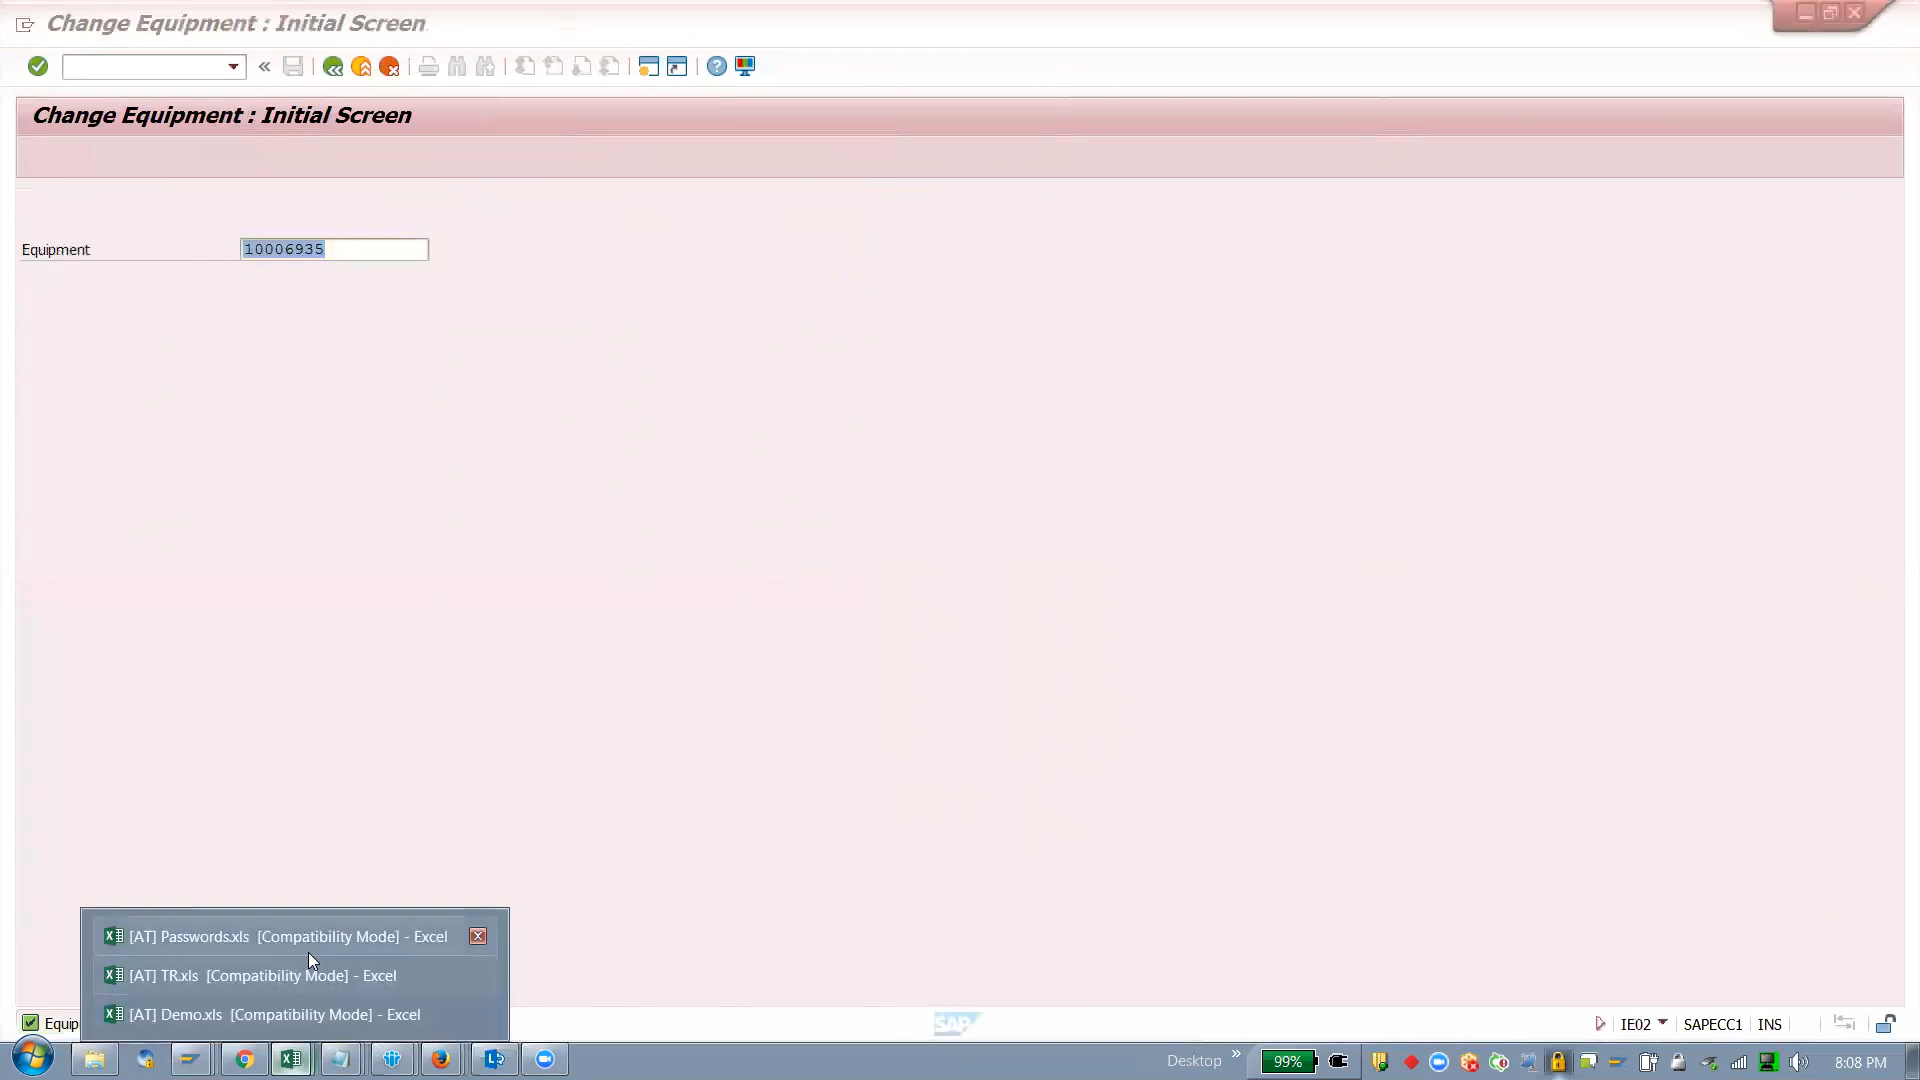 Change Equipment : Initial Screen
Change Equipment : Initial Screen
Equipment 10006935
[AT] Passwords.xls [Compatibility Mode] - Excel
[AT] TR.xls [Compatibility Mode] - Excel
[AT] Demo.xls [Compatibility Mode] - Excel
Equip
SAP
IE02 SAPECC1 INS
Desktop » 99% 8:08 PM